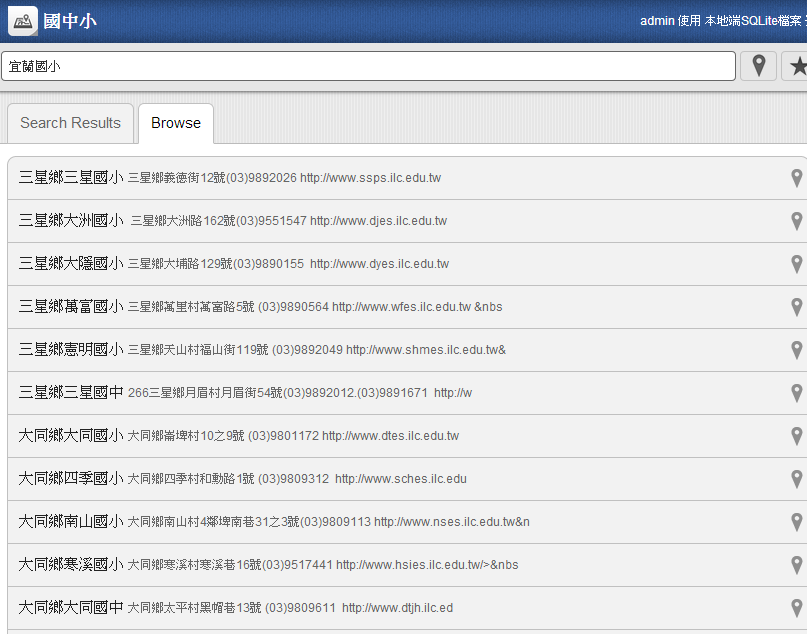 國中小
admin 使用 本地端SQLite檔案
宜蘭國小
Search Results Browse
三星鄉三星國小 三星鄉義德街12號(03)9892026 http://www.ssps.ilc.edu.tw
三星鄉大洲國小 三星鄉大洲路162號(03)9551547 http://www.djes.ilc.edu.tw
三星鄉大隱國小 三星鄉大埔路129號(03)9890155 http://www.dyes.ilc.edu.tw
三星鄉萬富國小 三星鄉萬里村萬富路5號 (03)9890564 http://www.wfes.ilc.edu.tw &nbs
三星鄉憲明國小 三星鄉天山村福山街119號 (03)9892049 http://www.shmes.ilc.edu.tw&
三星鄉三星國中 266三星鄉月眉村月眉街54號(03)9892012.(03)9891671 http://w
大同鄉大同國小 大同鄉崙埤村10之9號 (03)9801172 http://www.dtes.ilc.edu.tw
大同鄉四季國小 大同鄉四季村和動路1號 (03)9809312 http://www.sches.ilc.edu
大同鄉南山國小 大同鄉南山村4鄰埤南巷31之3號(03)9809113 http://www.nses.ilc.edu.tw&n
大同鄉寒溪國小 大同鄉寒溪村寒溪巷16號(03)9517441 http://www.hsies.ilc.edu.tw/>&nbs
大同鄉大同國中 大同鄉太平村黑帽巷13號 (03)9809611 http://www.dtjh.ilc.ed